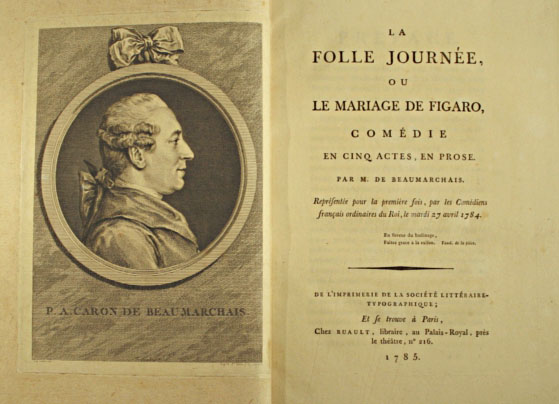 P. A. CARON DE BEAUMARCHAIS
LA
FOLLE JOURNÉE,
OU
LE MARIAGE DE FIGARO,
COMÉDIE
EN CINQ ACTES, EN PROSE.
PAR M. DE BEAUMARCHAIS.
Représentée pour la première fois, par les Comédiens
français ordinaires du Roi, le mardi 27 avril 1784.
En faveur du badinage,
Faites grace à la raison. Vaud. de la pièce.
DE L'IMPRIMERIE DE LA SOCIÉTÉ LITTÉRAIRE-
TYPOGRAPHIQUE;
Et se trouve à Paris,
Chez RUAULT, libraire, au Palais-Royal, près
le théâtre, n° 216.
1785.